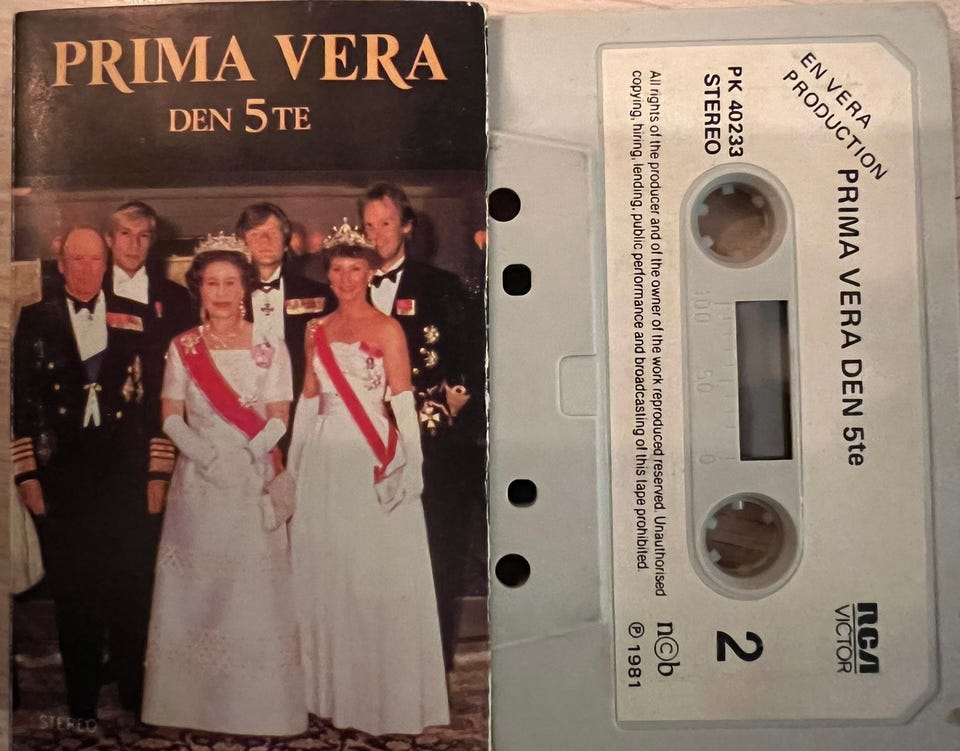 PRIMA VERA
DEN 5TE
STEREO
EN VERA
PRODUCTION
PRIMA VERA DEN 5te
RCA
VICTOR
PK 40233
STEREO
100 50 0
2
All rights of the producer and of the owner of the work reproduced reserved. Unauthorised
copying, hiring, lending, public performance and broadcasting of this tape prohibited.
n©b
℗ 1981